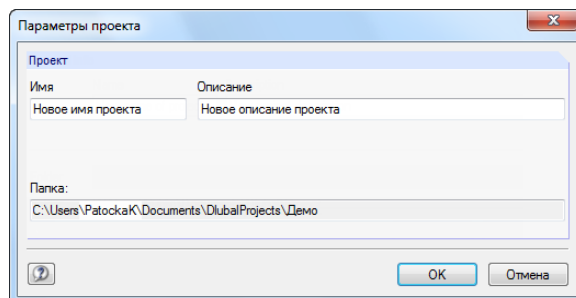 Параметры проекта
Проект
Имя Описание
Новое имя проекта Новое описание проекта
Папка:
C:\Users\PatockaK\Documents\DlubalProjects\Демо
OK Отмена